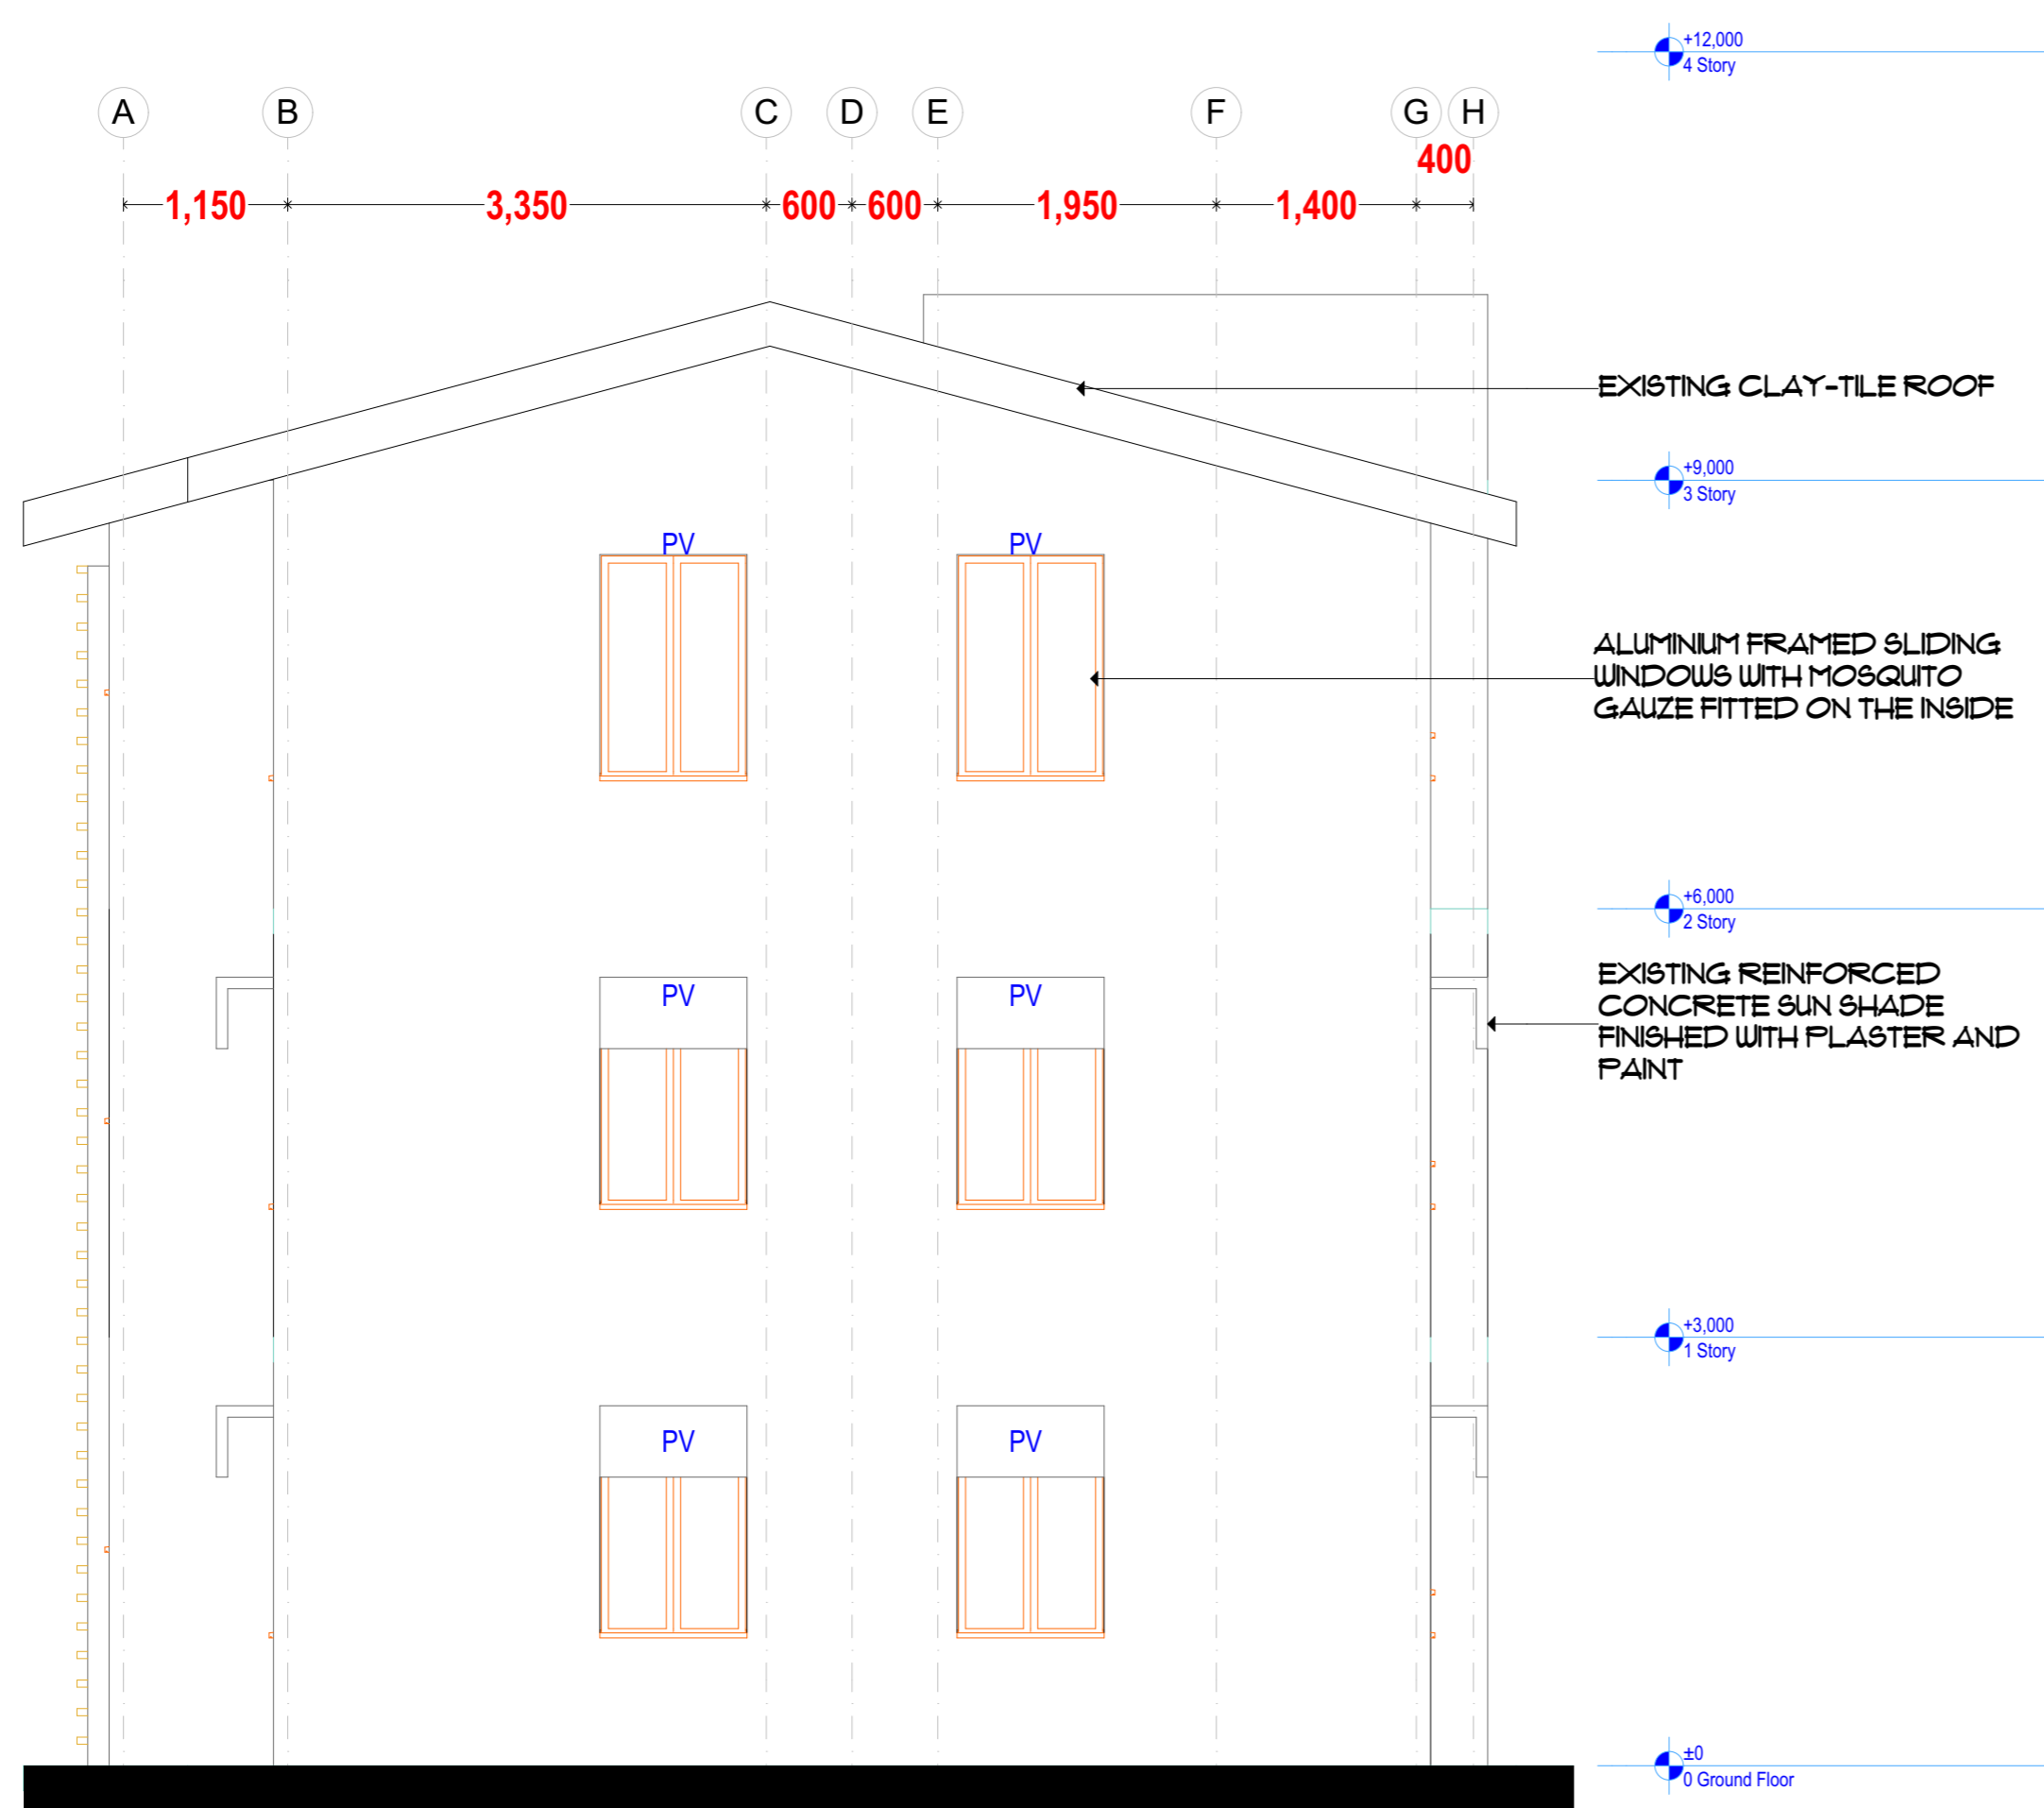 +12,000
4 Story
A B C D E F G H
400
1,150 3,350 600 600 1,950 1,400
EXISTING CLAY-TILE ROOF
+9,000
3 Story
PV PV
ALUMINIUM FRAMED SLIDING
WINDOWS WITH MOSQUITO
GAUZE FITTED ON THE INSIDE
+6,000
2 Story
EXISTING REINFORCED
CONCRETE SUN SHADE
FINISHED WITH PLASTER AND
PAINT
PV PV
+3,000
1 Story
PV PV
±0
0 Ground Floor